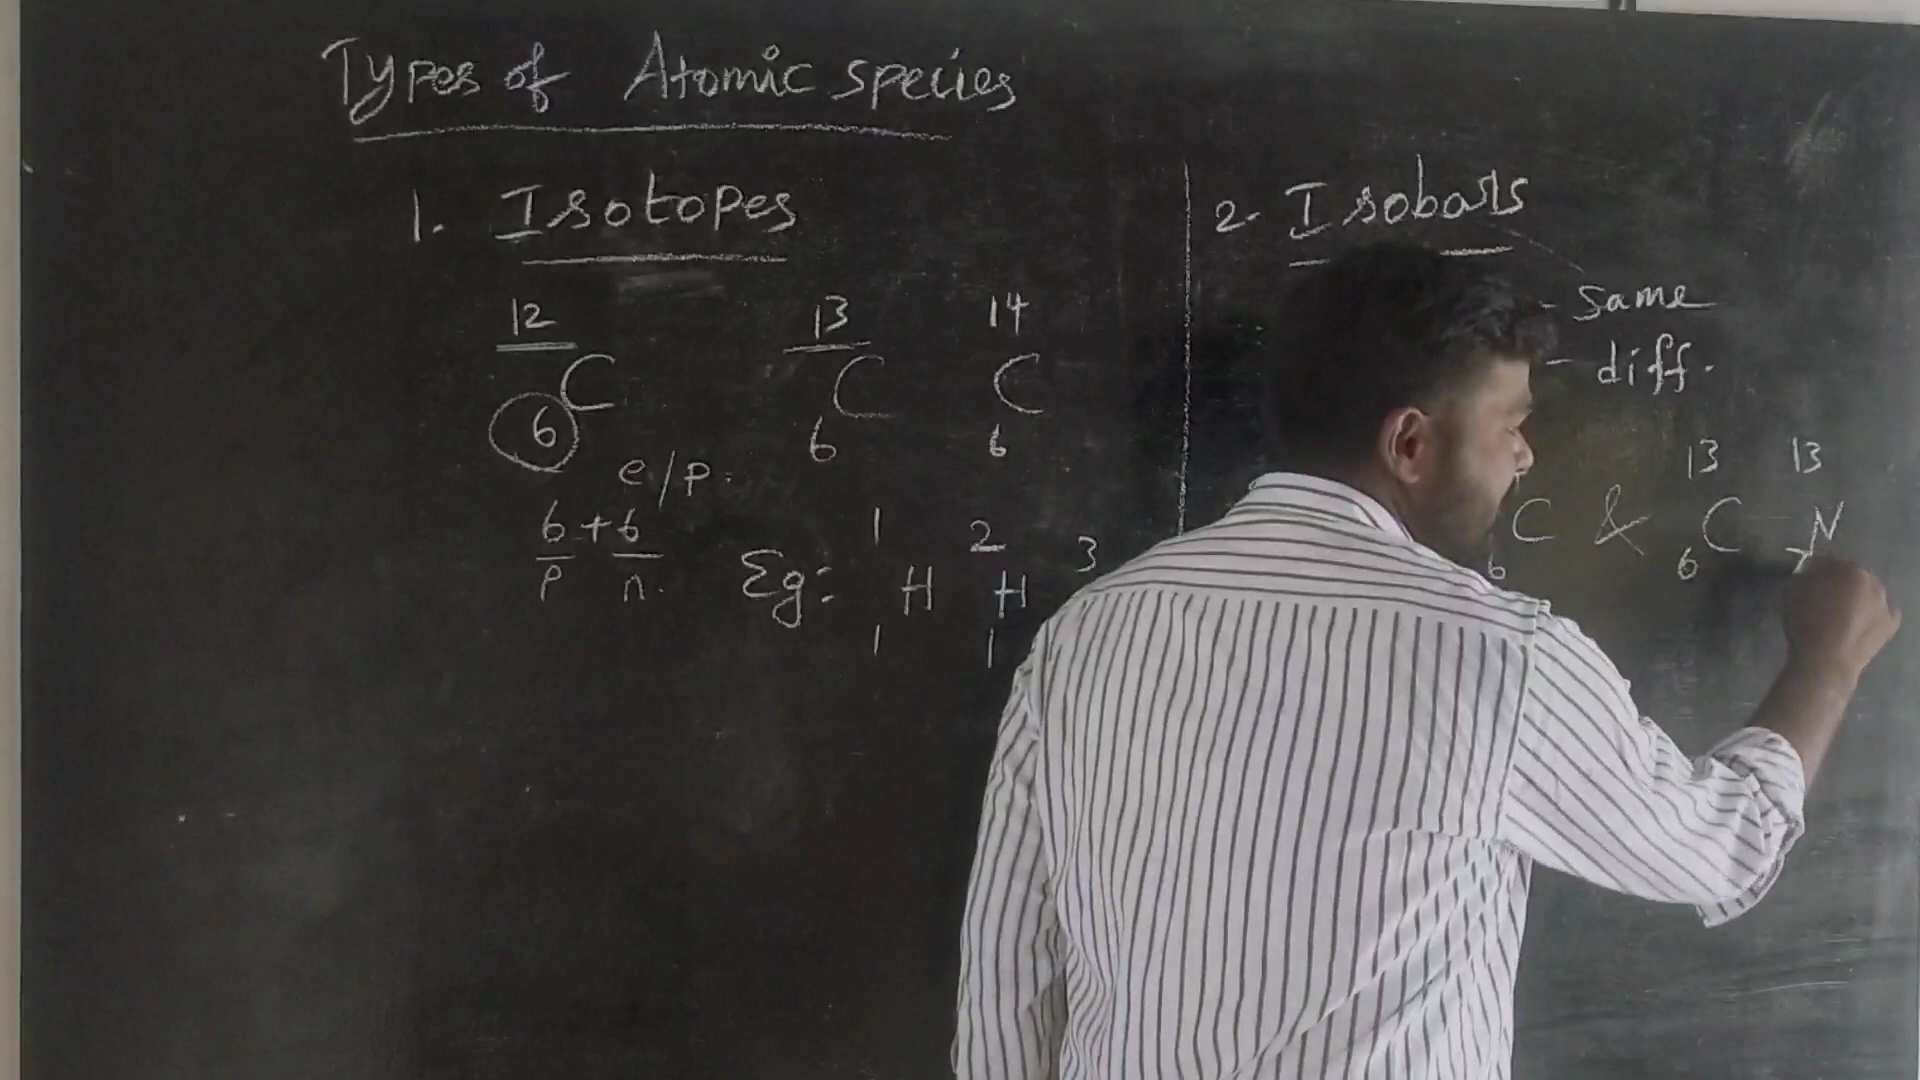 Types of Atomic species
1. Isotopes
12 13 14
C C C
6 6 6
e/p.
6+6
p n.
Eg: 1 2 3
H H
1 1
2. Isobars
- same
- diff.
13 13
C & C N
6 6 7